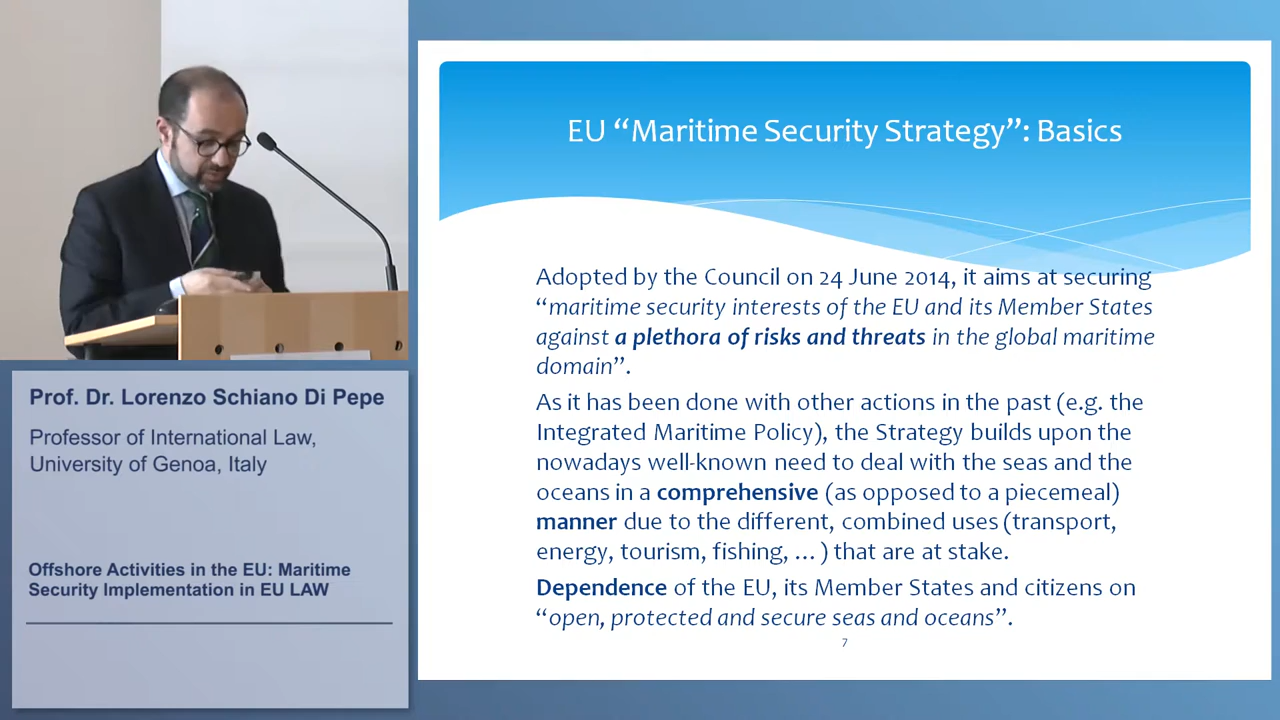 Prof. Dr. Lorenzo Schiano Di Pepe
Professor of International Law,
University of Genoa, Italy
Offshore Activities in the EU: Maritime
Security Implementation in EU LAW
EU “Maritime Security Strategy”: Basics
Adopted by the Council on 24 June 2014, it aims at securing
“maritime security interests of the EU and its Member States
against a plethora of risks and threats in the global maritime
domain”.
As it has been done with other actions in the past (e.g. the
Integrated Maritime Policy), the Strategy builds upon the
nowadays well-known need to deal with the seas and the
oceans in a comprehensive (as opposed to a piecemeal)
manner due to the different, combined uses (transport,
energy, tourism, fishing, … ) that are at stake.
Dependence of the EU, its Member States and citizens on
“open, protected and secure seas and oceans”.
7